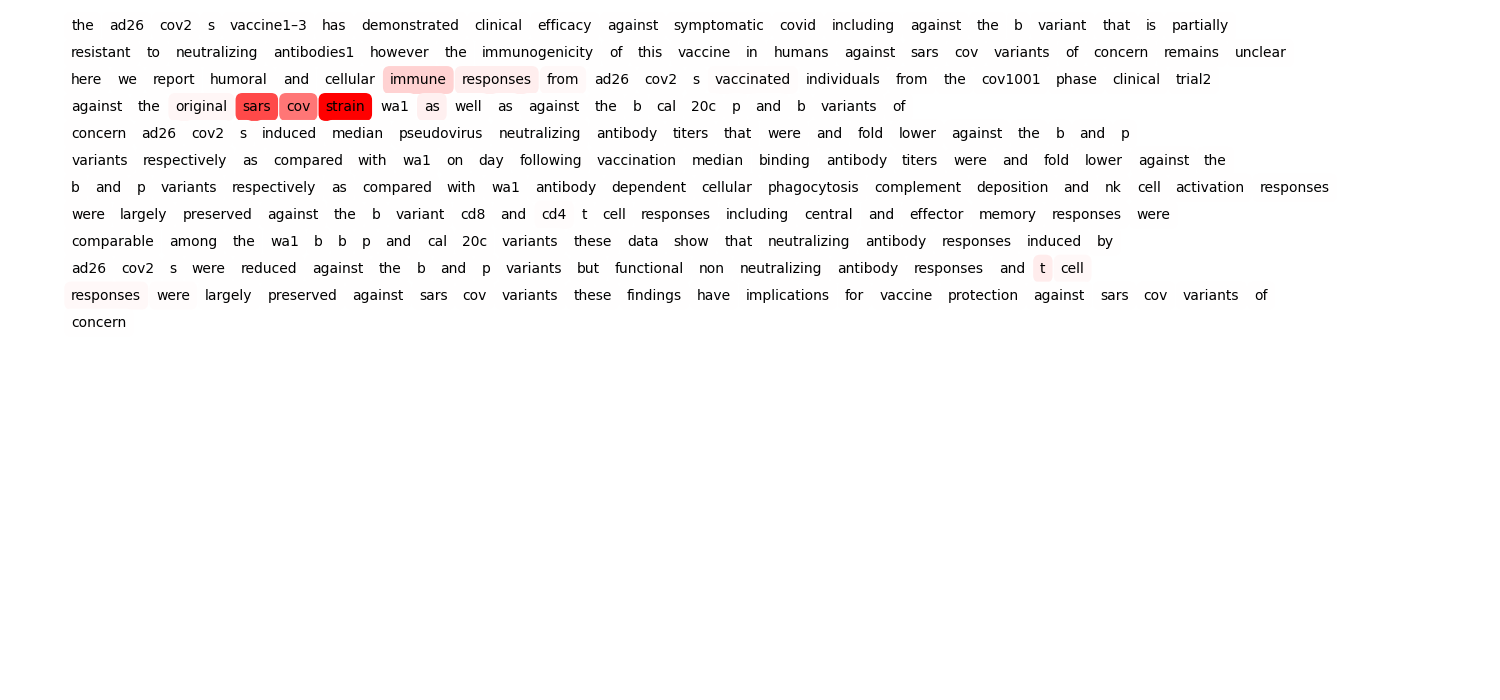 the ad26 cov2 s vaccine1–3 has demonstrated clinical efficacy against symptomatic covid including against the b variant that is partially
resistant to neutralizing antibodies1 however the immunogenicity of this vaccine in humans against sars cov variants of concern remains unclear
here we report humoral and cellular immune responses from ad26 cov2 s vaccinated individuals from the cov1001 phase clinical trial2
against the original sars cov strain wa1 as well as against the b cal 20c p and b variants of
concern ad26 cov2 s induced median pseudovirus neutralizing antibody titers that were and fold lower against the b and p
variants respectively as compared with wa1 on day following vaccination median binding antibody titers were and fold lower against the
b and p variants respectively as compared with wa1 antibody dependent cellular phagocytosis complement deposition and nk cell activation responses
were largely preserved against the b variant cd8 and cd4 t cell responses including central and effector memory responses were
comparable among the wa1 b b p and cal 20c variants these data show that neutralizing antibody responses induced by
ad26 cov2 s were reduced against the b and p variants but functional non neutralizing antibody responses and t cell
responses were largely preserved against sars cov variants these findings have implications for vaccine protection against sars cov variants of
concern